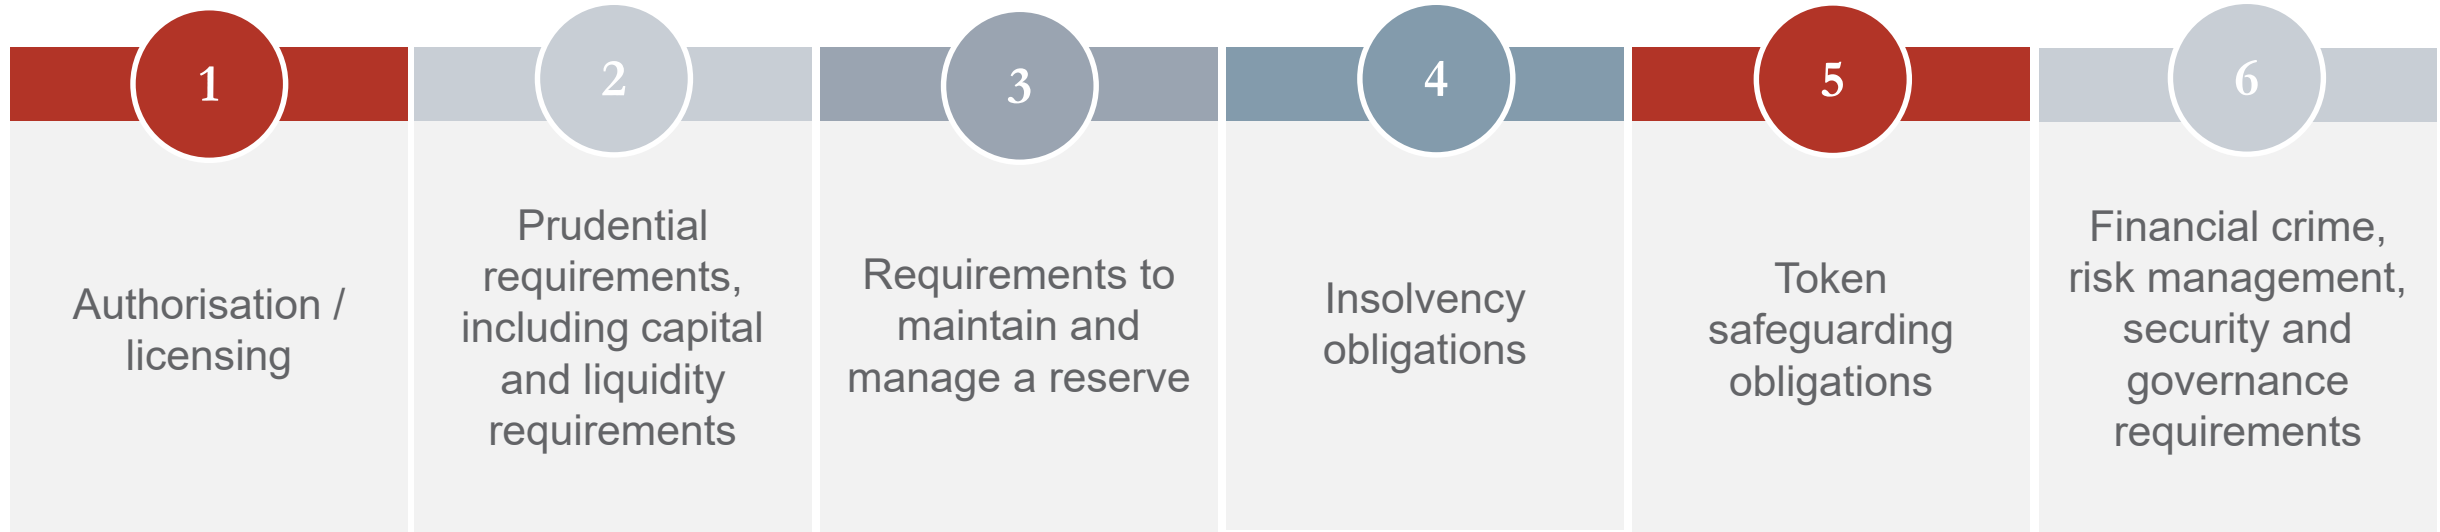 1
Authorisation /
licensing
2
Prudential
requirements,
including capital
and liquidity
requirements
3
Requirements to
maintain and
manage a reserve
4
Insolvency
obligations
5
Token
safeguarding
obligations
6
Financial crime,
risk management,
security and
governance
requirements